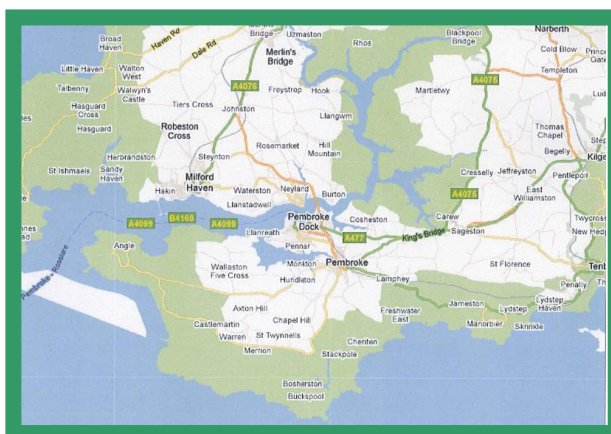 Broad
Haven
Haven Rd
Dale Rd
Bridge
Uzmaston
Merlin's
Bridge
Rhos
Blackpool
Bridge
Narberth
Cold Blow
Templeton
Little Haven
Walton
West
Talbenny
Walwyn's
Castle
Hasguard
Cross
Hasguard
Tiers Cross
A4076
Freystrop
Hook
Johnston
Llangwm
Martletwy
A4075
Robeston
Cross
Rosemarket
Hill
Mountain
Thomas
Chapel
Begelly
Herbrandston
Steynton
St Ishmaels
Sandy
Haven
Milford
Haven
Hakin
Waterston
Neyland
Burton
Llanstadwell
Cresselly
Jeffreyston
Pentlepoir
East
Williamston
A4075
A4099
B4169
A4099
Pembroke
Dock
Cosheston
Carew
Llanreath
A477
King's Bridge
Sageston
Angle
Pennar
Wallaston
Five Cross
Monkton
Pembroke
St Florence
Hundleton
Lamphey
Penally
Pembroke - Rosslare
Axton Hill
Freshwater
East
Jameston
Lydstep
Lydstep
Haven
Castlemartin
Chapel Hill
Manorbier
Skrinkle
Warren
St Twynnells
Merrion
Cheriton
Stackpole
Bosherston
Buckspool